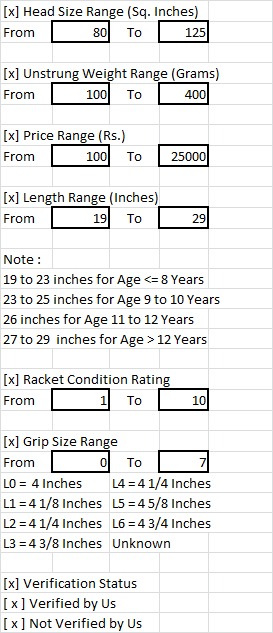 [x] Head Size Range (Sq. Inches)
From 80 To 125
[x] Unstrung Weight Range (Grams)
From 100 To 400
[x] Price Range (Rs.)
From 100 To 25000
[x] Length Range (Inches)
From 19 To 29
Note :
19 to 23 inches for Age <= 8 Years
23 to 25 inches for Age 9 to 10 Years
26 inches for Age 11 to 12 Years
27 to 29 inches for Age > 12 Years
[x] Racket Condition Rating
From 1 To 10
[x] Grip Size Range
From 0 To 7
L0 = 4 Inches L4 = 4 1/4 Inches
L1 = 4 1/8 Inches L5 = 4 5/8 Inches
L2 = 4 1/4 Inches L6 = 4 3/4 Inches
L3 = 4 3/8 Inches Unknown
[x] Verification Status
[ x ] Verified by Us
[ x ] Not Verified by Us